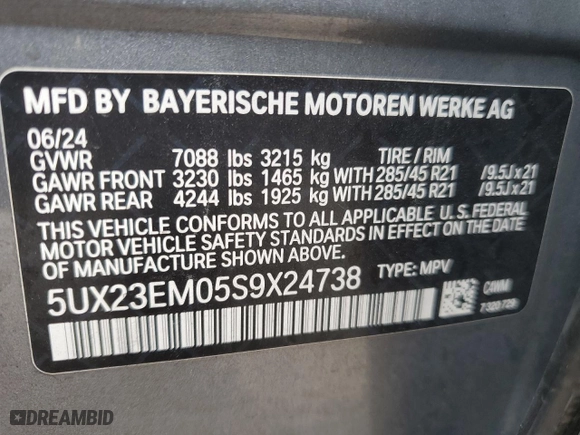 MFD BY BAYERISCHE MOTOREN WERKE AG
06/24
GVWR 7088 lbs 3215 kg TIRE / RIM
GAWR FRONT 3230 lbs 1465 kg WITH 285/45 R21 /9.5Jx21
GAWR REAR 4244 lbs 1925 kg WITH 285/45 R21 /9.5Jx21
THIS VEHICLE CONFORMS TO ALL APPLICABLE U. S. FEDERAL
MOTOR VEHICLE SAFETY STANDARDS IN EFFECT ON THE DATE OF
MANUFACTURE SHOWN ABOVE.
5UX23EM05S9X24738 TYPE: MPV
DREAMBID